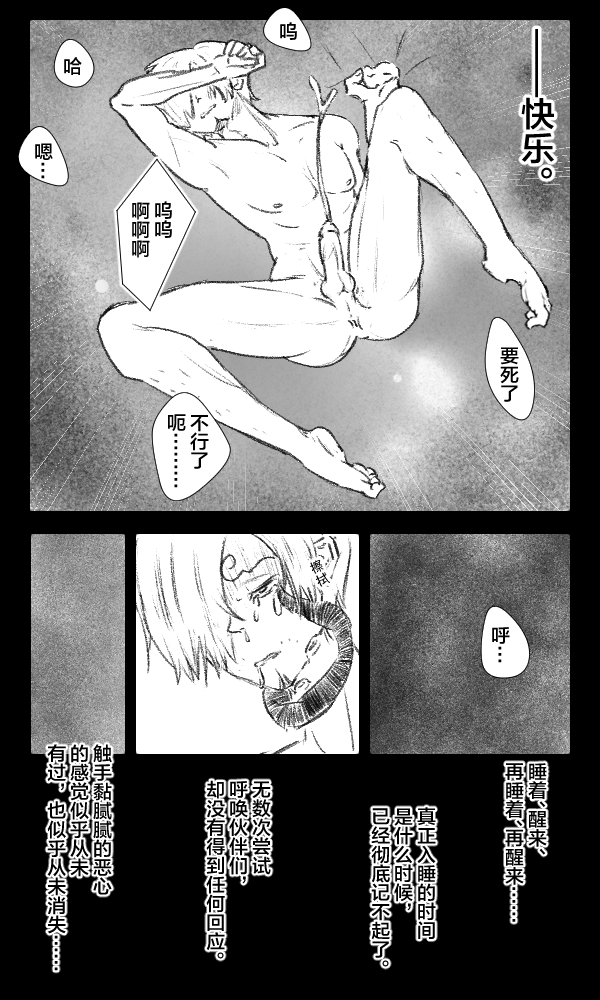 ——快乐。
呜
哈
嗯…
呜呜
啊啊啊
要死了
不行了
呃………
呼…
擦拭
睡着、醒来、
再睡着、再醒来……
真正入睡的时间
是什么时候，
已经彻底记不起了。
无数次尝试
呼唤伙伴们，
却没有得到任何回应。
触手黏腻腻的恶心
的感觉似乎从未
有过，也似乎从未消失……